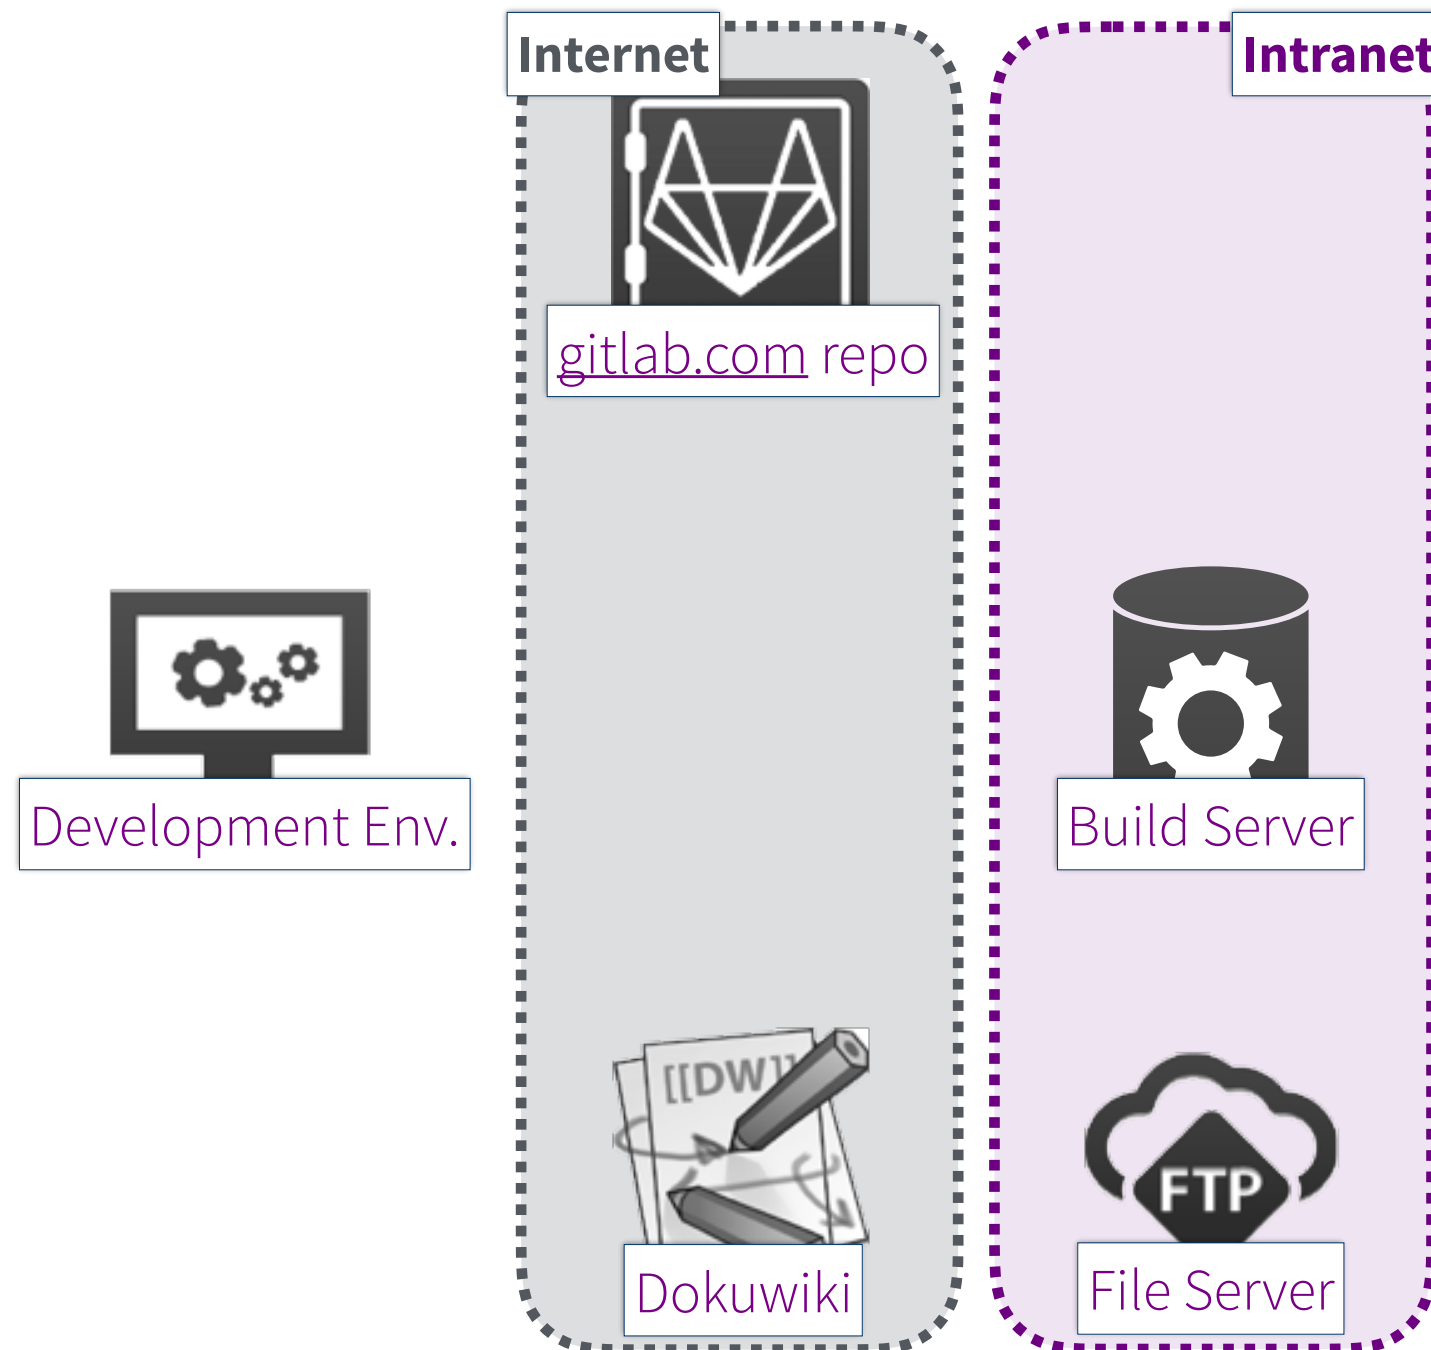 Internet
Intranet
gitlab.com repo
Development Env.
Build Server
[[DW]]
Dokuwiki
FTP
File Server